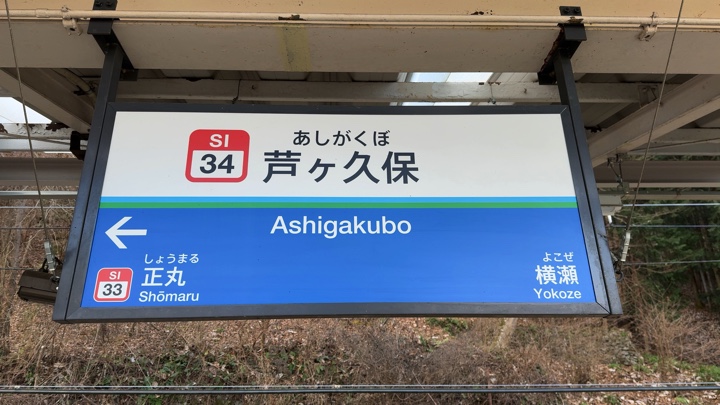 SI
34
あしがくぼ
芦ヶ久保
Ashigakubo
SI
33
しょうまる
正丸
Shōmaru
よこぜ
横瀬
Yokoze